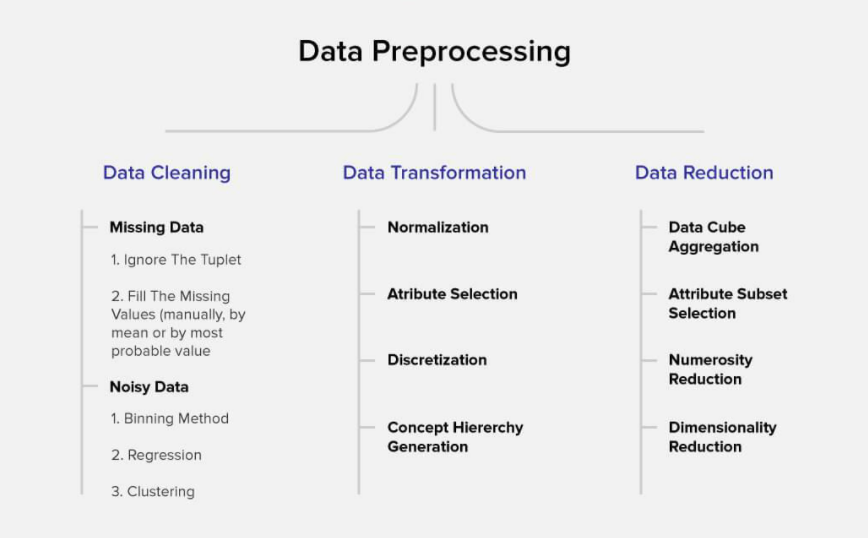 Data Preprocessing
Data Cleaning
Missing Data
1. Ignore The Tuplet
2. Fill The Missing
Values (manually, by
mean or by most
probable value
Noisy Data
1. Binning Method
2. Regression
3. Clustering
Data Transformation
Normalization
Atribute Selection
Discretization
Concept Hiererchy
Generation
Data Reduction
Data Cube
Aggregation
Attribute Subset
Selection
Numerosity
Reduction
Dimensionality
Reduction